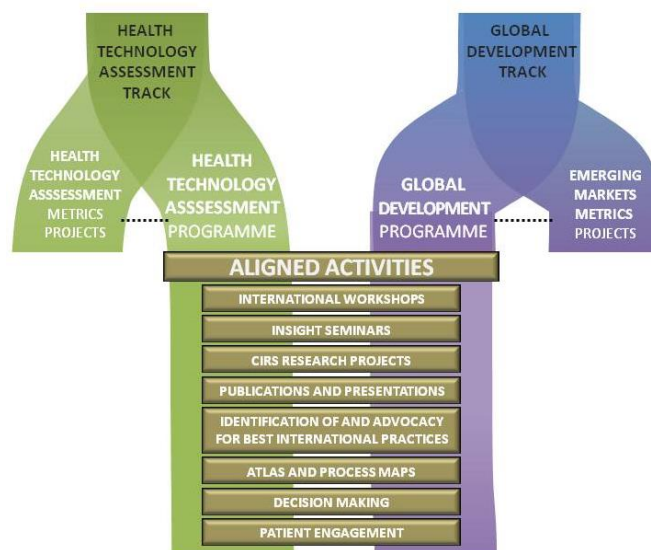 HEALTH
TECHNOLOGY
ASSESSMENT
TRACK
GLOBAL
DEVELOPMENT
TRACK
HEALTH
TECHNOLOGY
ASSSESSMENT
METRICS
PROJECTS
HEALTH
TECHNOLOGY
ASSSESSMENT
PROGRAMME
GLOBAL
DEVELOPMENT
PROGRAMME
EMERGING
MARKETS
METRICS
PROJECTS
ALIGNED ACTIVITIES
INTERNATIONAL WORKSHOPS
INSIGHT SEMINARS
CIRS RESEARCH PROJECTS
PUBLICATIONS AND PRESENTATIONS
IDENTIFICATION OF AND ADVOCACY
FOR BEST INTERNATIONAL PRACTICES
ATLAS AND PROCESS MAPS
DECISION MAKING
PATIENT ENGAGEMENT